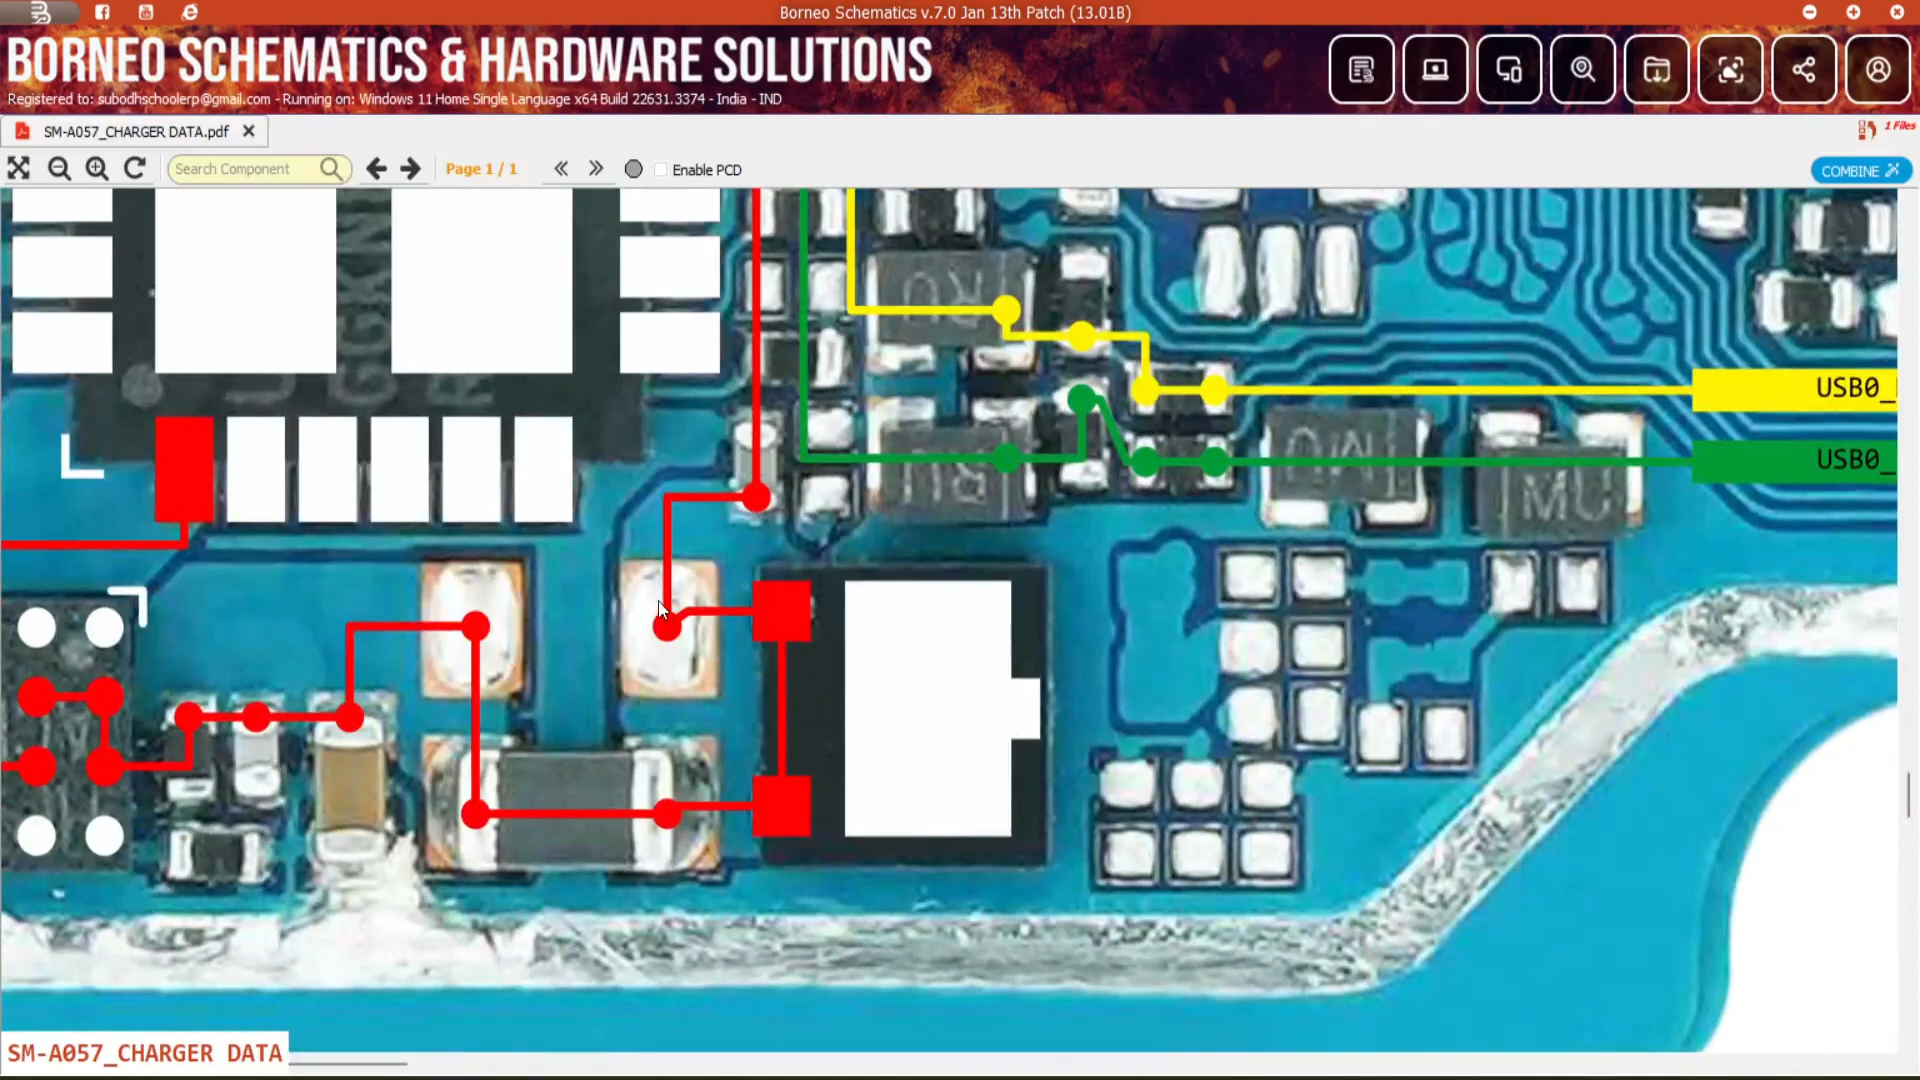 Borneo Schematics v.7.0 Jan 13th Patch (13.01B)
BORNEO SCHEMATICS & HARDWARE SOLUTIONS
Registered to: subodhschoolerp@gmail.com - Running on: Windows 11 Home Single Language x64 Build 22631.3374 - India - IND
SM-A057_CHARGER DATA.pdf
1 Files
Search Component
Page 1 / 1
Enable PCD
COMBINE
USB0_
USB0_
SM-A057_CHARGER DATA